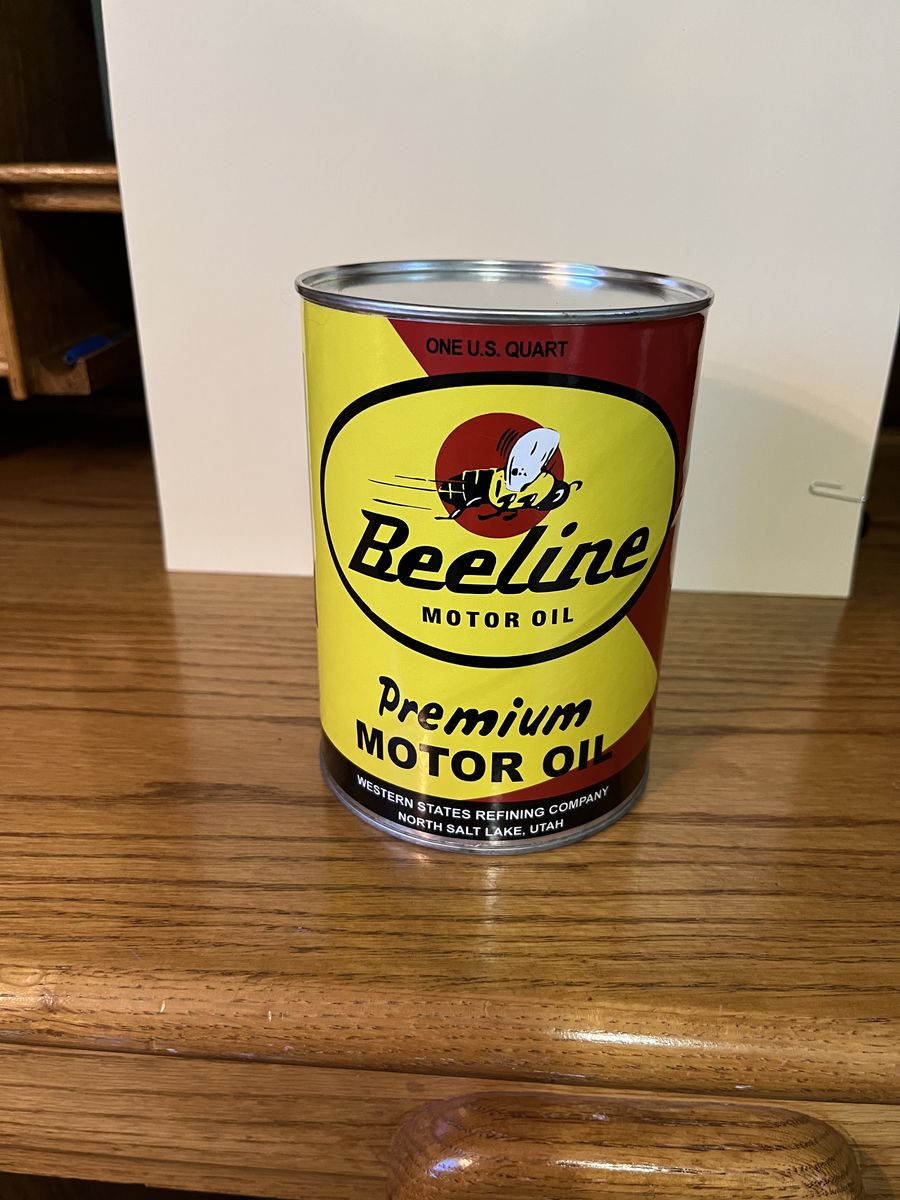 ONE U.S. QUART
Beeline
MOTOR OIL
Premium
MOTOR OIL
WESTERN STATES REFINING COMPANY
NORTH SALT LAKE, UTAH